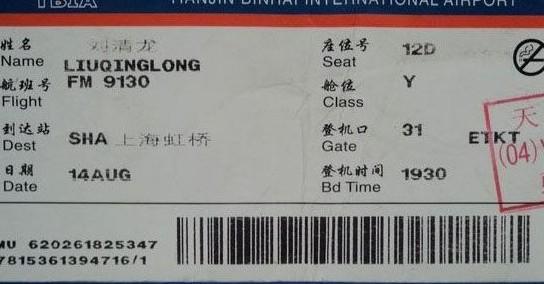 TBIA TIANJIN BINHAI INTERNATIONAL AIRPORT
姓名 刘清龙 座位号 12D
Name LIUQINGLONG Seat
航班号 FM 9130 舱位 Y
Flight Class
到达站 SHA 上海虹桥 登机口 31 ETKT
Dest Gate
日期 14AUG 登机时间 1930
Date Bd Time
天
(04)
MU 620261825347
7815361394716/1